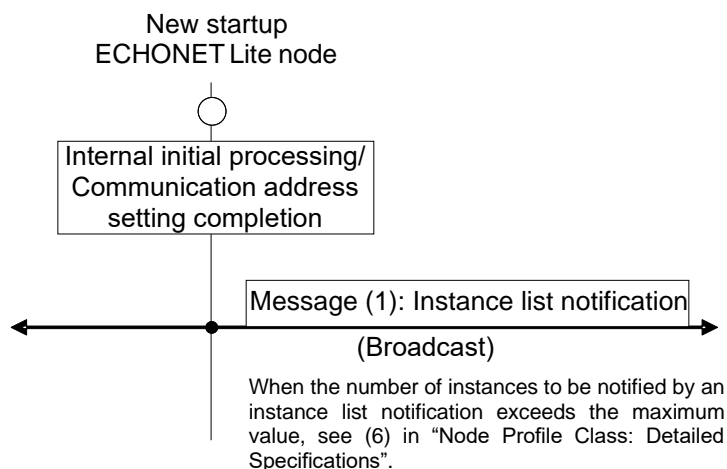 New startup
ECHONET Lite node
Internal initial processing/
Communication address
setting completion
Message (1): Instance list notification
(Broadcast)
When the number of instances to be notified by an
instance list notification exceeds the maximum
value, see (6) in “Node Profile Class: Detailed
Specifications”.